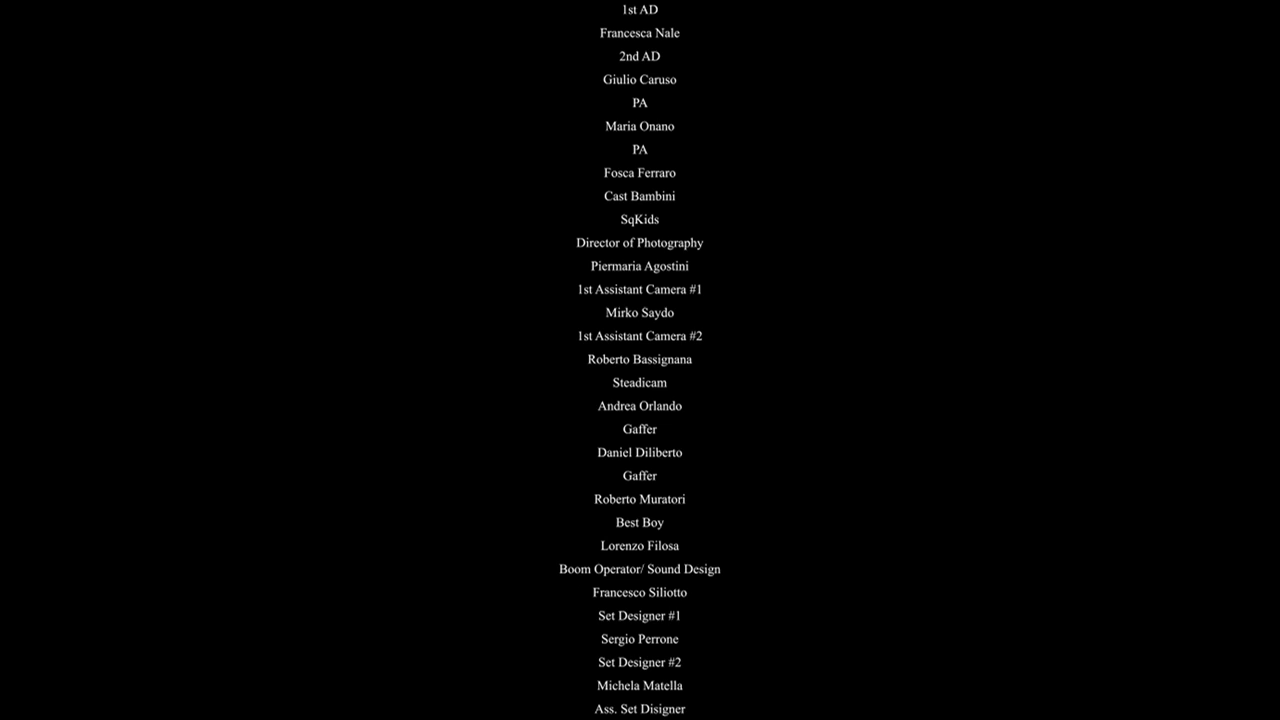 1st AD
Francesca Nale
2nd AD
Giulio Caruso
PA
Maria Onano
PA
Fosca Ferraro
Cast Bambini
SqKids
Director of Photography
Piermaria Agostini
1st Assistant Camera #1
Mirko Saydo
1st Assistant Camera #2
Roberto Bassignana
Steadicam
Andrea Orlando
Gaffer
Daniel Diliberto
Gaffer
Roberto Muratori
Best Boy
Lorenzo Filosa
Boom Operator/ Sound Design
Francesco Siliotto
Set Designer #1
Sergio Perrone
Set Designer #2
Michela Matella
Ass. Set Disigner